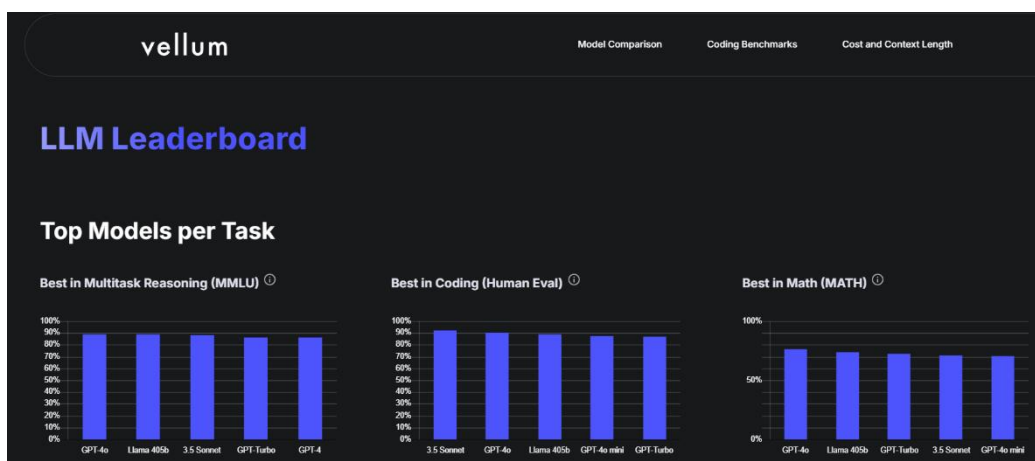 vellum
Model Comparison Coding Benchmarks Cost and Context Length
LLM Leaderboard
Top Models per Task
Best in Multitask Reasoning (MMLU)
100%
90%
80%
70%
60%
50%
40%
30%
20%
10%
0%
GPT-4o Llama 405b 3.5 Sonnet GPT-Turbo GPT-4
Best in Coding (Human Eval)
100%
90%
80%
70%
60%
50%
40%
30%
20%
10%
0%
3.5 Sonnet GPT-4o Llama 405b GPT-4o mini GPT-Turbo
Best in Math (MATH)
100%
50%
0%
GPT-4o Llama 405b GPT-Turbo 3.5 Sonnet GPT-4o mini